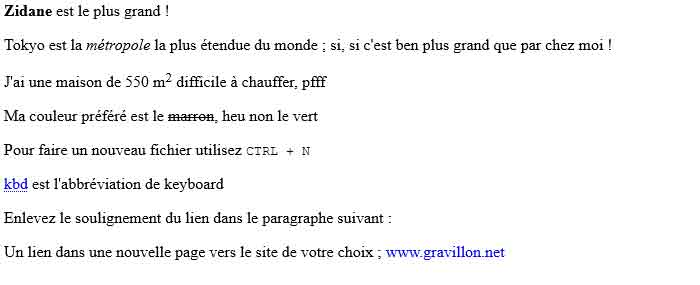 Zidane est le plus grand !
Tokyo est la métropole la plus étendue du monde ; si, si c'est ben plus grand que par chez moi !
J'ai une maison de 550 m² difficile à chauffer, pfff
Ma couleur préféré est le marron, heu non le vert
Pour faire un nouveau fichier utilisez CTRL + N
kbd est l'abbréviation de keyboard
Enlevez le soulignement du lien dans le paragraphe suivant :
Un lien dans une nouvelle page vers le site de votre choix ; www.gravillon.net